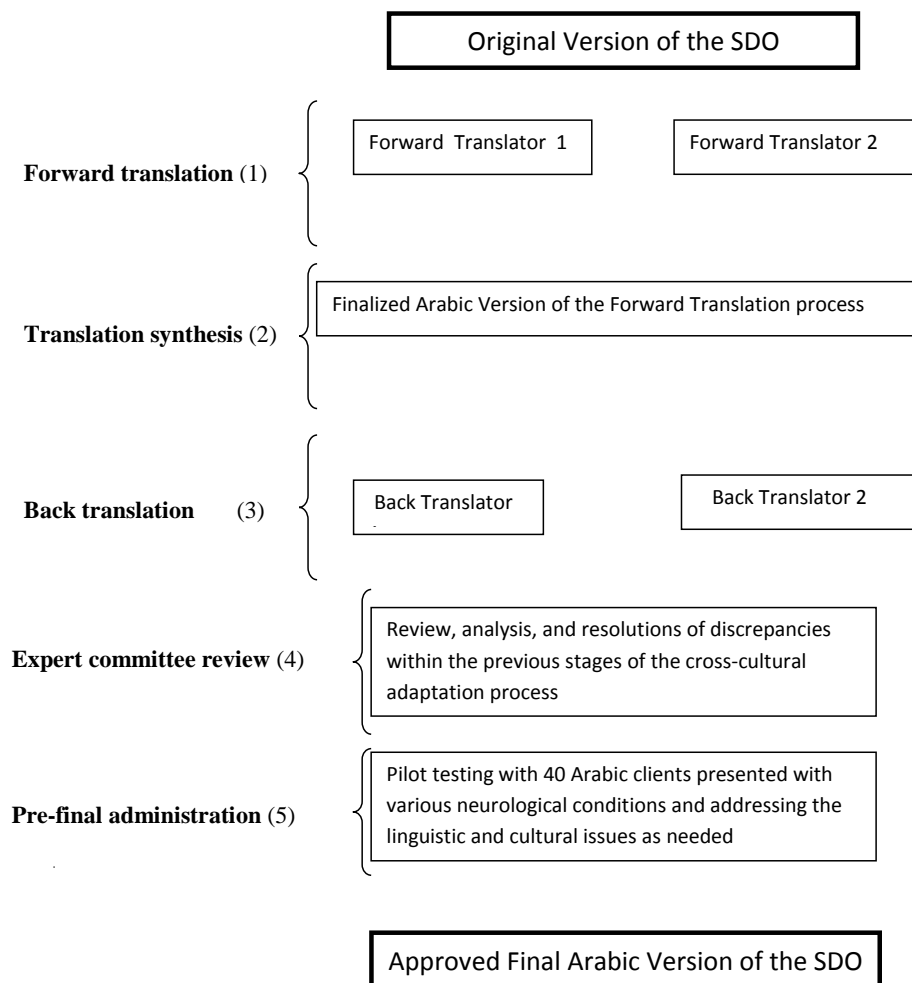 Original Version of the SDO
Forward Translator 1
Forward Translator 2
Forward translation (1)
Finalized Arabic Version of the Forward Translation process
Translation synthesis (2)
Back Translator
Back Translator 2
Back translation (3)
Review, analysis, and resolutions of discrepancies
within the previous stages of the cross-cultural
adaptation process
Expert committee review (4)
Pilot testing with 40 Arabic clients presented with
various neurological conditions and addressing the
linguistic and cultural issues as needed
Pre-final administration (5)
Approved Final Arabic Version of the SDO